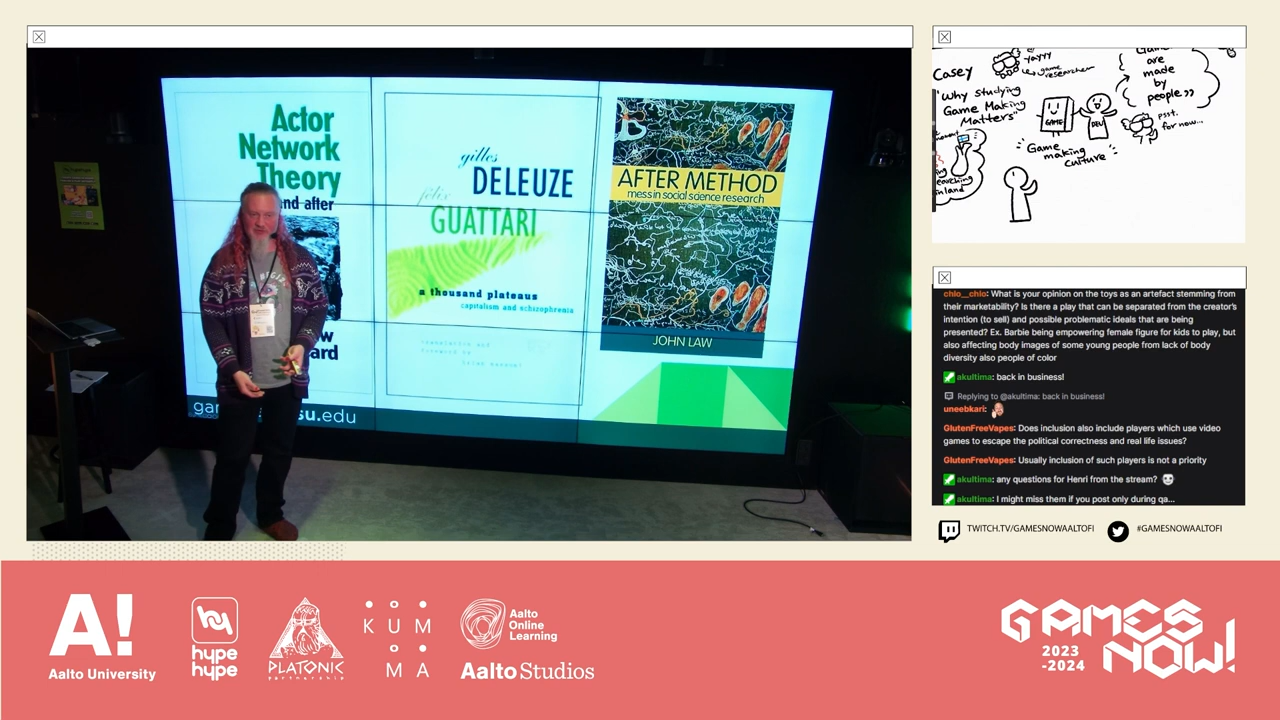 Actor
Network
Theory
and after
gilles
DELEUZE
félix
GUATTARI
a thousand plateaus
capitalism and schizophrenia
translation and
foreword by
AFTER METHOD
mess in social science research
JOHN LAW
su.edu
Casey
"Why studying
Game Making
Matters"
yayyy
game
researcher
Game
are
made
by
people."
GAME
DEV
psst.
for now...
"Game
making
culture"
chlo__chlo: What is your opinion on the toys as an artefact stemming from
their marketability? Is there a play that can be separated from the creator's
intention (to sell) and possible problematic ideals that are being
presented? Ex. Barbie being empowering female figure for kids to play, but
also affecting body images of some young people from lack of body
diversity also people of color
akultima: back in business!
Replying to @akultima: back in business!
uneebkari:
GlutenFreeVapes: Does inclusion also include players which use video
games to escape the political correctness and real life issues?
GlutenFreeVapes: Usually inclusion of such players is not a priority
akultima: any questions for Henri from the stream?
akultima: I might miss them if you post only during qa...
TWITCH.TV/GAMESNOWAALTOFI
#GAMESNOWAALTOFI
A!
Aalto University
hype
hype
PLATONIC
partnership
KUM
MA
Aalto
Online
Learning
Aalto Studios
GAMES
NOW!
2023
-2024